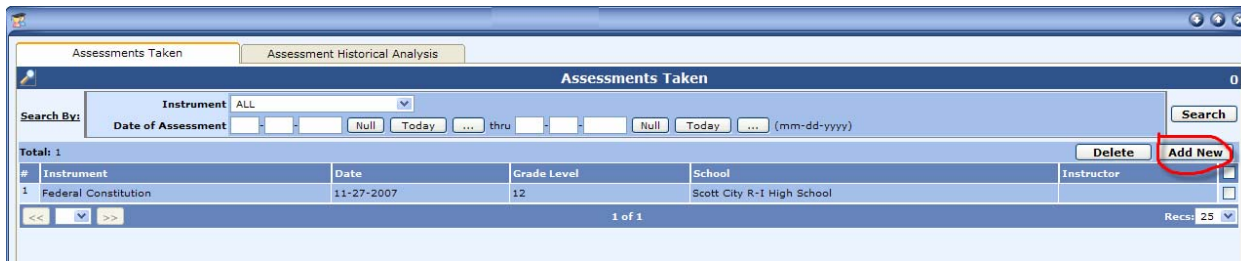 Assessments Taken Assessment Historical Analysis
Assessments Taken 0
Instrument ALL
Search By: Search
Date of Assessment - - Null Today ... thru - - Null Today ... (mm-dd-yyyy)
Total: 1 Delete Add New
# Instrument Date Grade Level School Instructor
1 Federal Constitution 11-27-2007 12 Scott City R-I High School
<< >> 1 of 1 Recs: 25